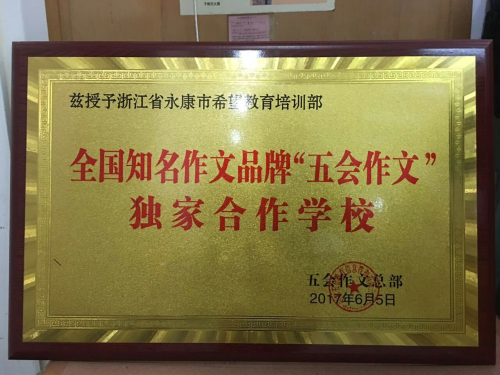 兹授予浙江省永康市希望教育培训部
全国知名作文品牌“五会作文”
独家合作学校
五会作文总部
2017年6月5日